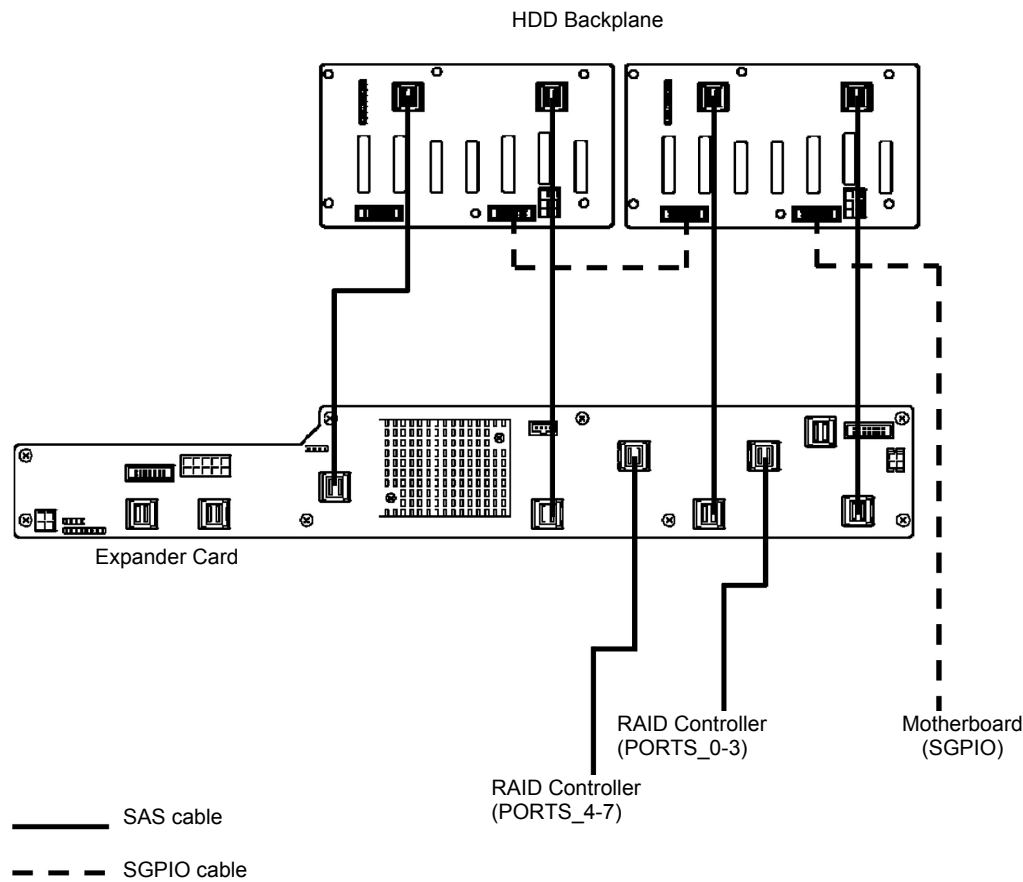 HDD Backplane
Expander Card
RAID Controller
(PORTS_0-3)
Motherboard
(SGPIO)
RAID Controller
(PORTS_4-7)
SAS cable
SGPIO cable